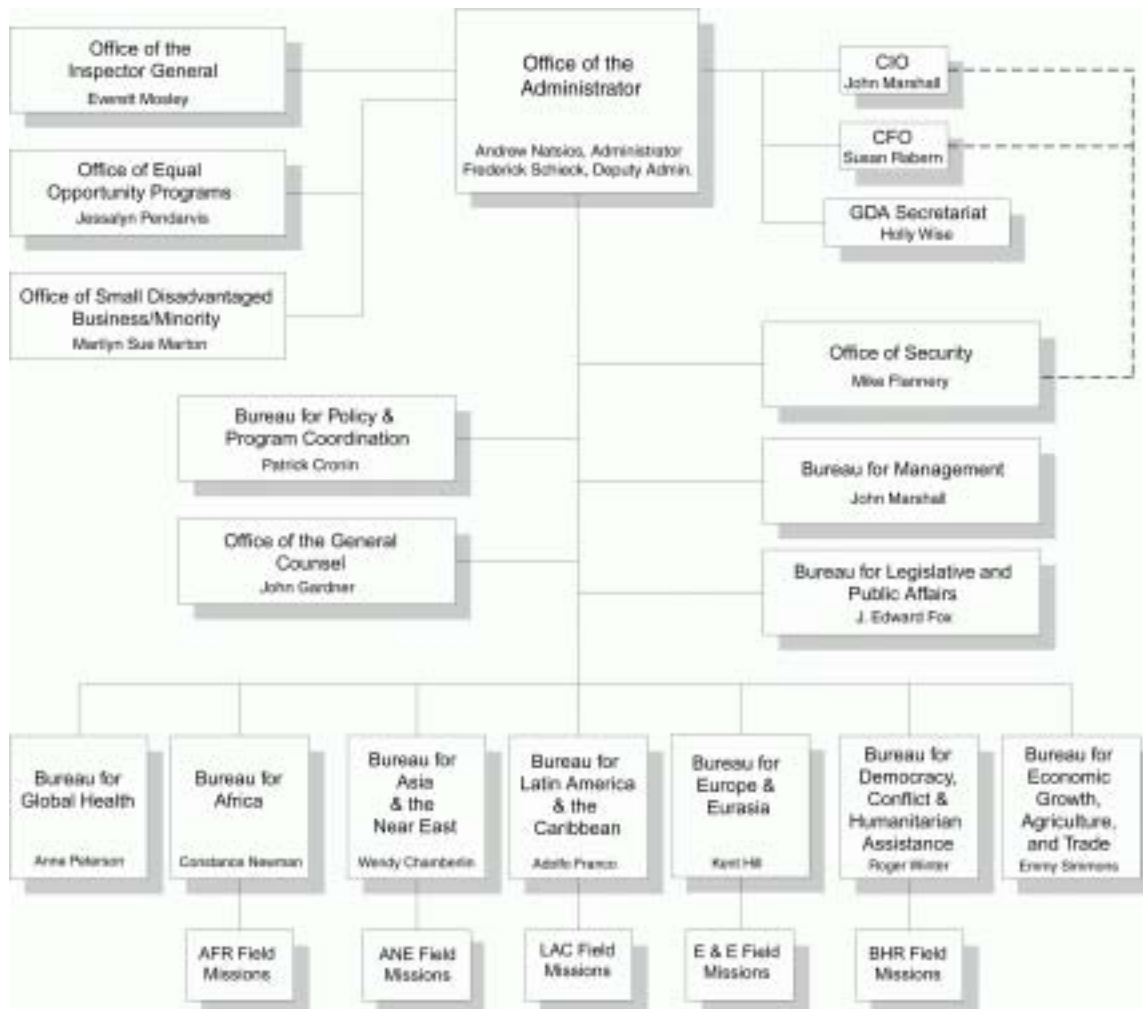 Office of the
Inspector General
Everett Mosley
Office of the
Administrator
Andrew Natsios, Administrator
Frederick Schieck, Deputy Admin.
CIO
John Marshall
CFO
Susan Rabern
GDA Secretariat
Holly Wise
Office of Equal
Opportunity Programs
Jessalyn Pendarvis
Office of Small Disadvantaged
Business/Minority
Marilyn Sue Marton
Office of Security
Mike Flannery
Bureau for Policy &
Program Coordination
Patrick Cronin
Bureau for Management
John Marshall
Office of the General
Counsel
John Gardner
Bureau for Legislative and
Public Affairs
J. Edward Fox
Bureau for
Global Health
Anne Peterson
Bureau for
Africa
Constance Newman
Bureau for
Asia
& the
Near East
Wendy Chamberlin
Bureau for
Latin America
& the
Caribbean
Adolfo Franco
Bureau for
Europe &
Eurasia
Kent Hill
Bureau for
Democracy,
Conflict &
Humanitarian
Assistance
Roger Winter
Bureau for
Economic
Growth,
Agriculture,
and Trade
Emmy Simmons
AFR Field
Missions
ANE Field
Missions
LAC Field
Missions
E & E Field
Missions
BHR Field
Missions